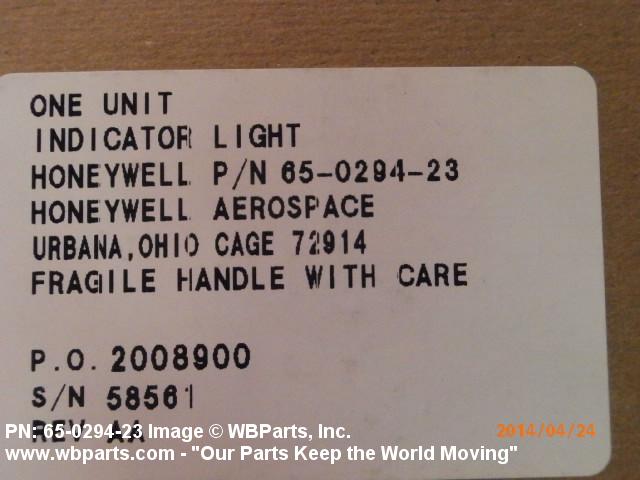 ONE UNIT
INDICATOR LIGHT
HONEYWELL P/N 65-0294-23
HONEYWELL AEROSPACE
URBANA,OHIO CAGE 72914
FRAGILE HANDLE WITH CARE
P.O. 2008900
S/N 58561
REV AA
PN: 65-0294-23 Image © WBParts, Inc.
2014/04/24
www.wbparts.com - "Our Parts Keep the World Moving"